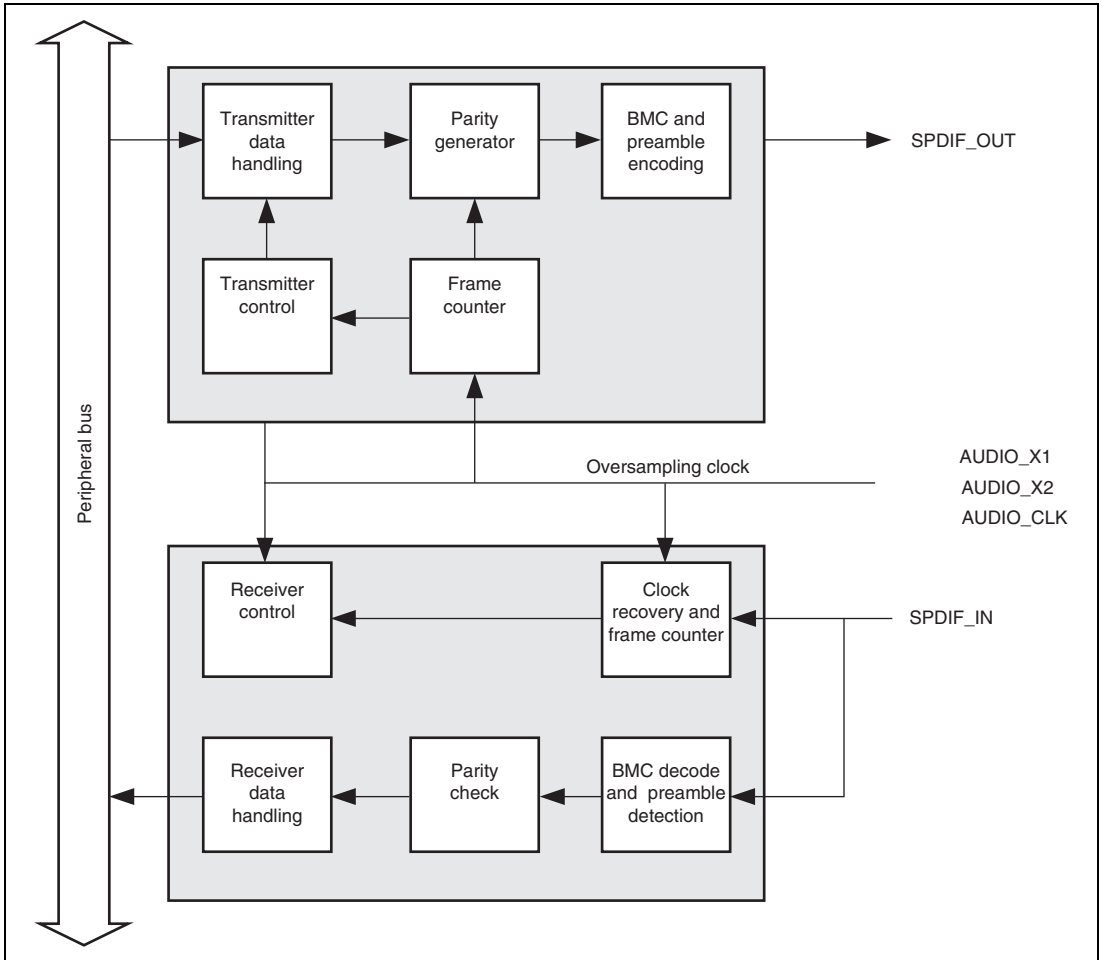 Transmitter
data
handling
Parity
generator
BMC and
preamble
encoding
SPDIF_OUT
Transmitter
control
Frame
counter
Peripheral bus
Oversampling clock
AUDIO_X1
AUDIO_X2
AUDIO_CLK
Receiver
control
Clock
recovery and
frame counter
SPDIF_IN
Receiver
data
handling
Parity
check
BMC decode
and preamble
detection